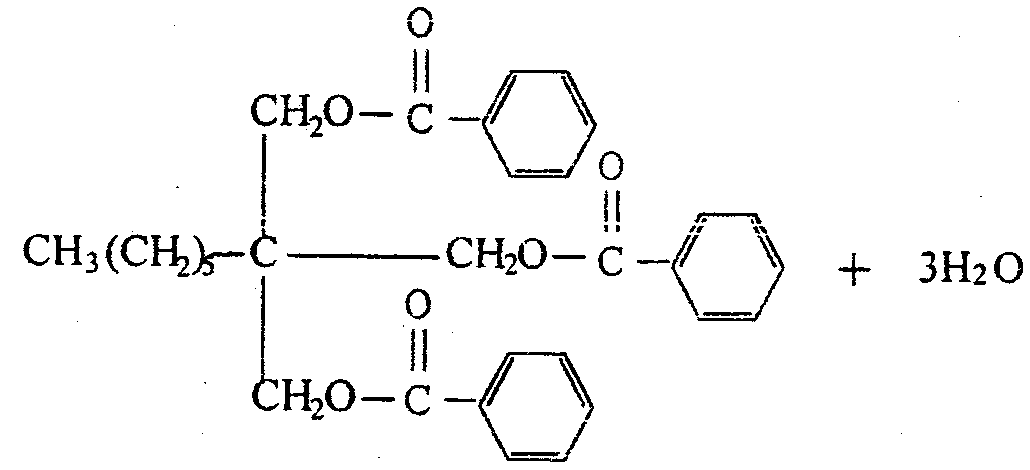 O
CH₂O—C
O
CH₃(CH₂)₅—C—CH₂O—C + 3H₂O
O
CH₂O—C